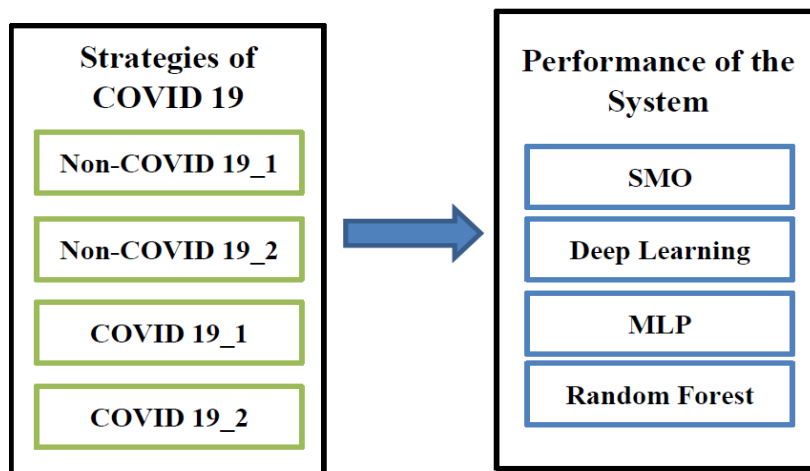 Strategies of
COVID 19
Non-COVID 19_1
Non-COVID 19_2
COVID 19_1
COVID 19_2
Performance of the
System
SMO
Deep Learning
MLP
Random Forest